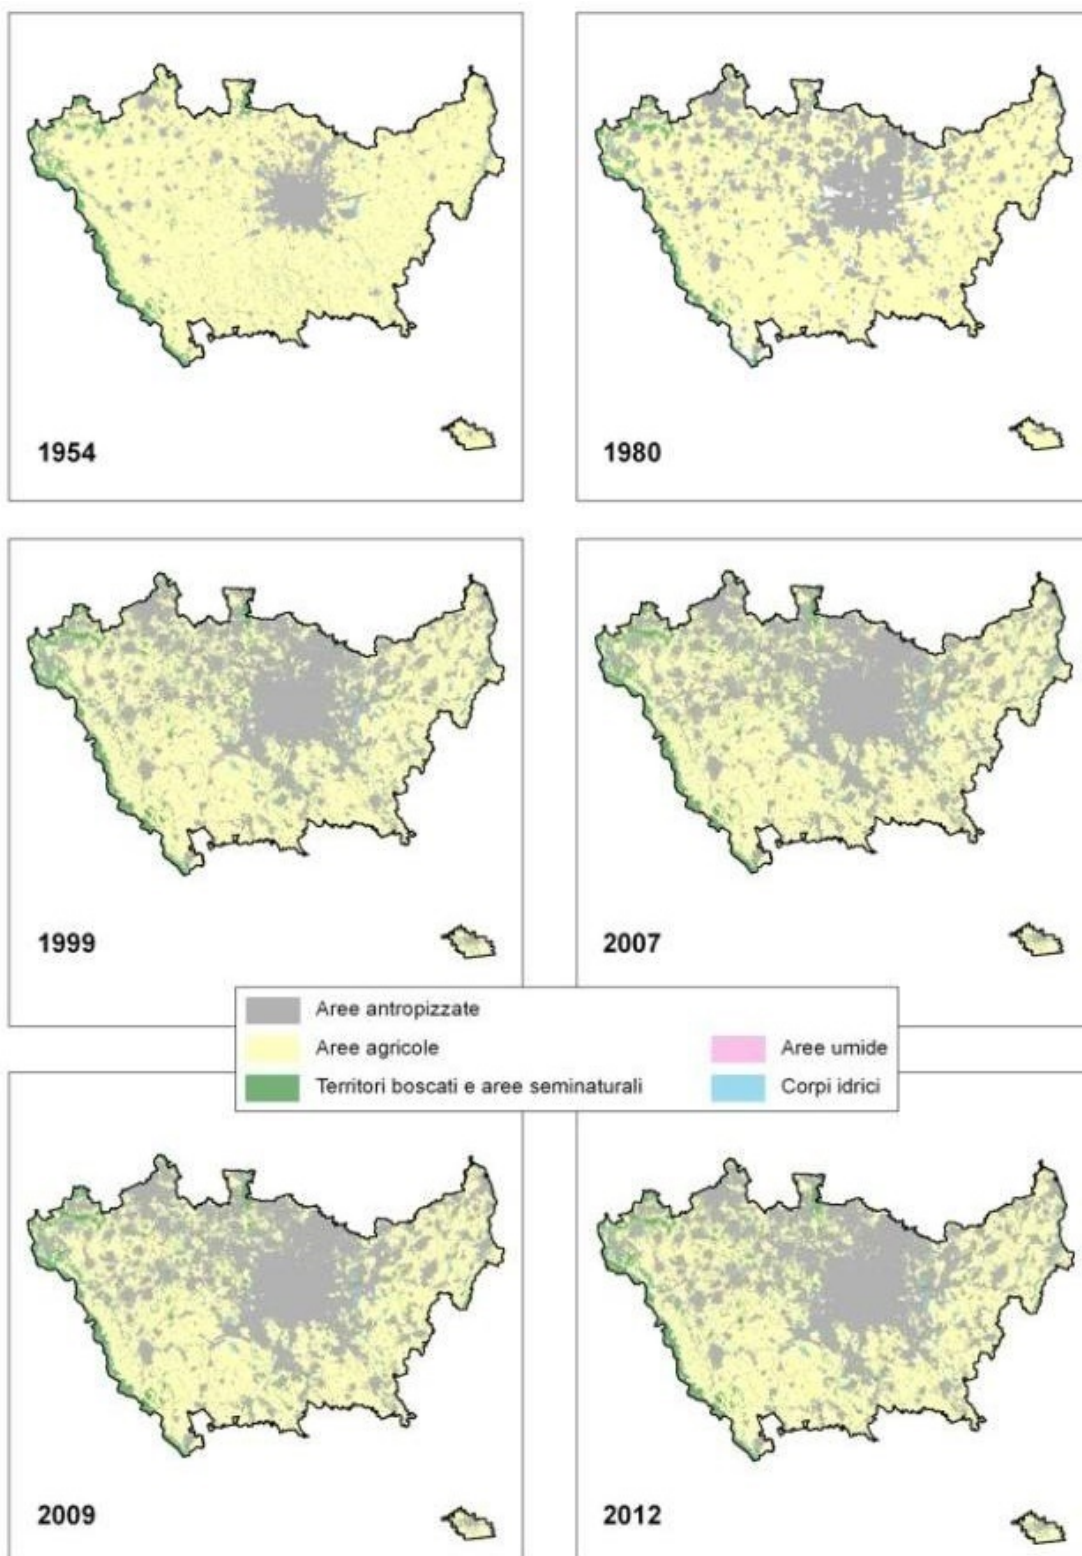 1954
1980
1999
2007
Aree antropizzate
Aree agricole
Aree umide
Territori boscati e aree seminaturali
Corpi idrici
2009
2012